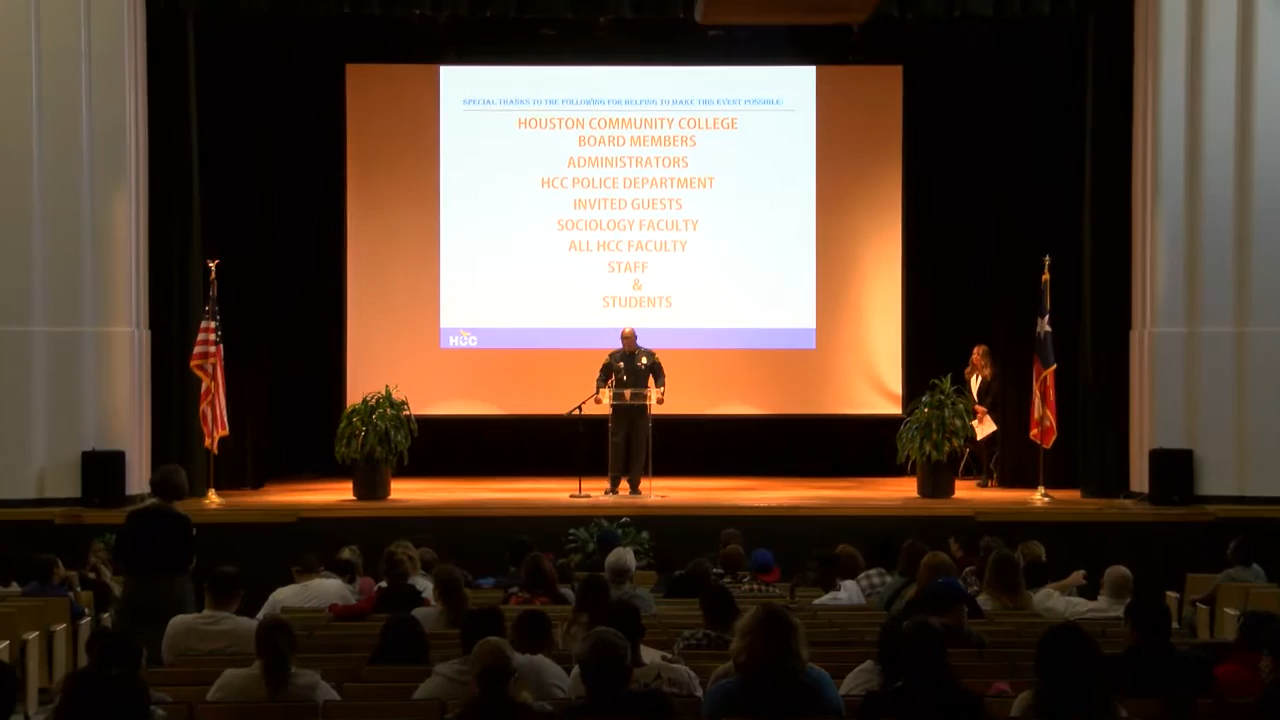 SPECIAL THANKS TO THE FOLLOWING FOR HELPING TO MAKE THIS EVENT POSSIBLE:
HOUSTON COMMUNITY COLLEGE
BOARD MEMBERS
ADMINISTRATORS
HCC POLICE DEPARTMENT
INVITED GUESTS
SOCIOLOGY FACULTY
ALL HCC FACULTY
STAFF
&
STUDENTS
HCC